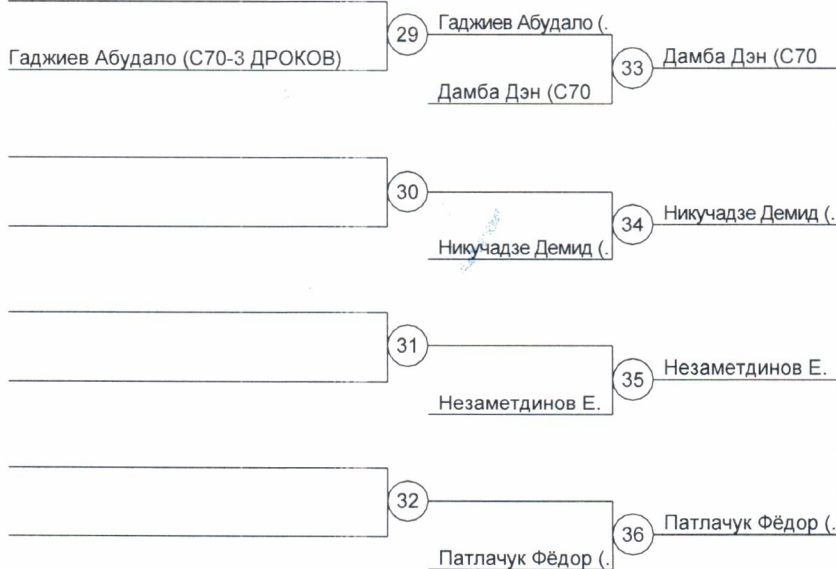 29
Гаджиев Абудало (.
Гаджиев Абудало (С70-3 ДРОКОВ)
33
Дамба Дэн (С70
Дамба Дэн (С70
30
34
Никучадзе Демид (.
Никучадзе Демид (.
31
35
Незаметдинов Е.
Незаметдинов Е.
32
36
Патлачук Фёдор (.
Патлачук Фёдор (.